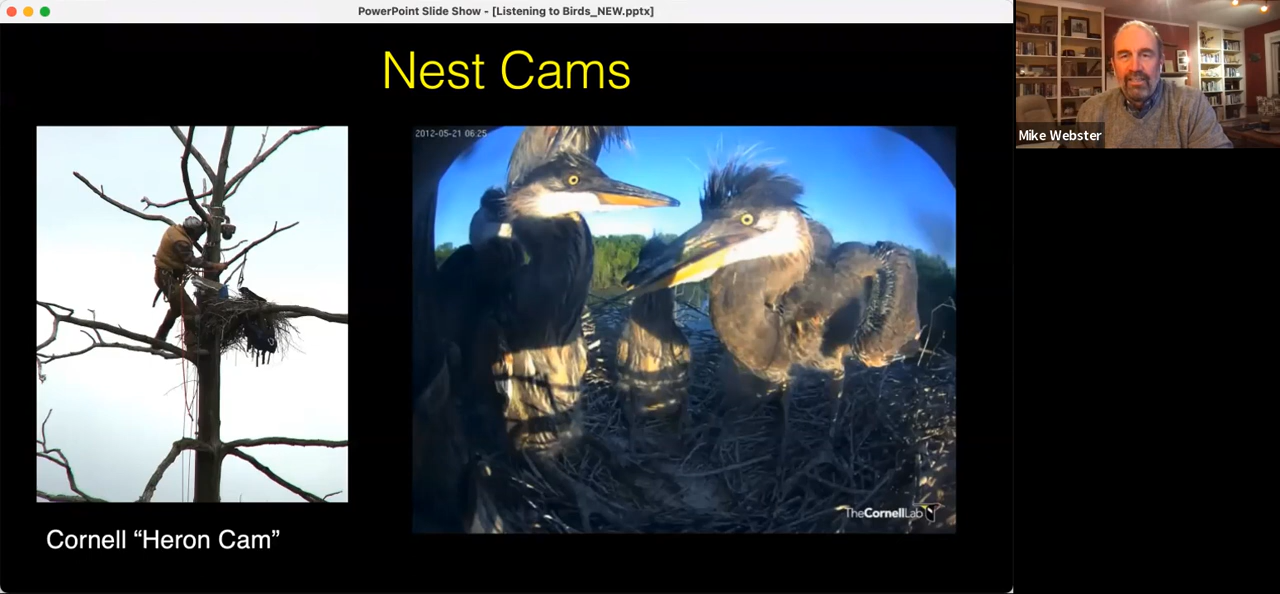 PowerPoint Slide Show - [Listening to Birds_NEW.pptx]
Nest Cams
2012-05-21 06:25
TheCornellLab
Cornell “Heron Cam”
Mike Webster